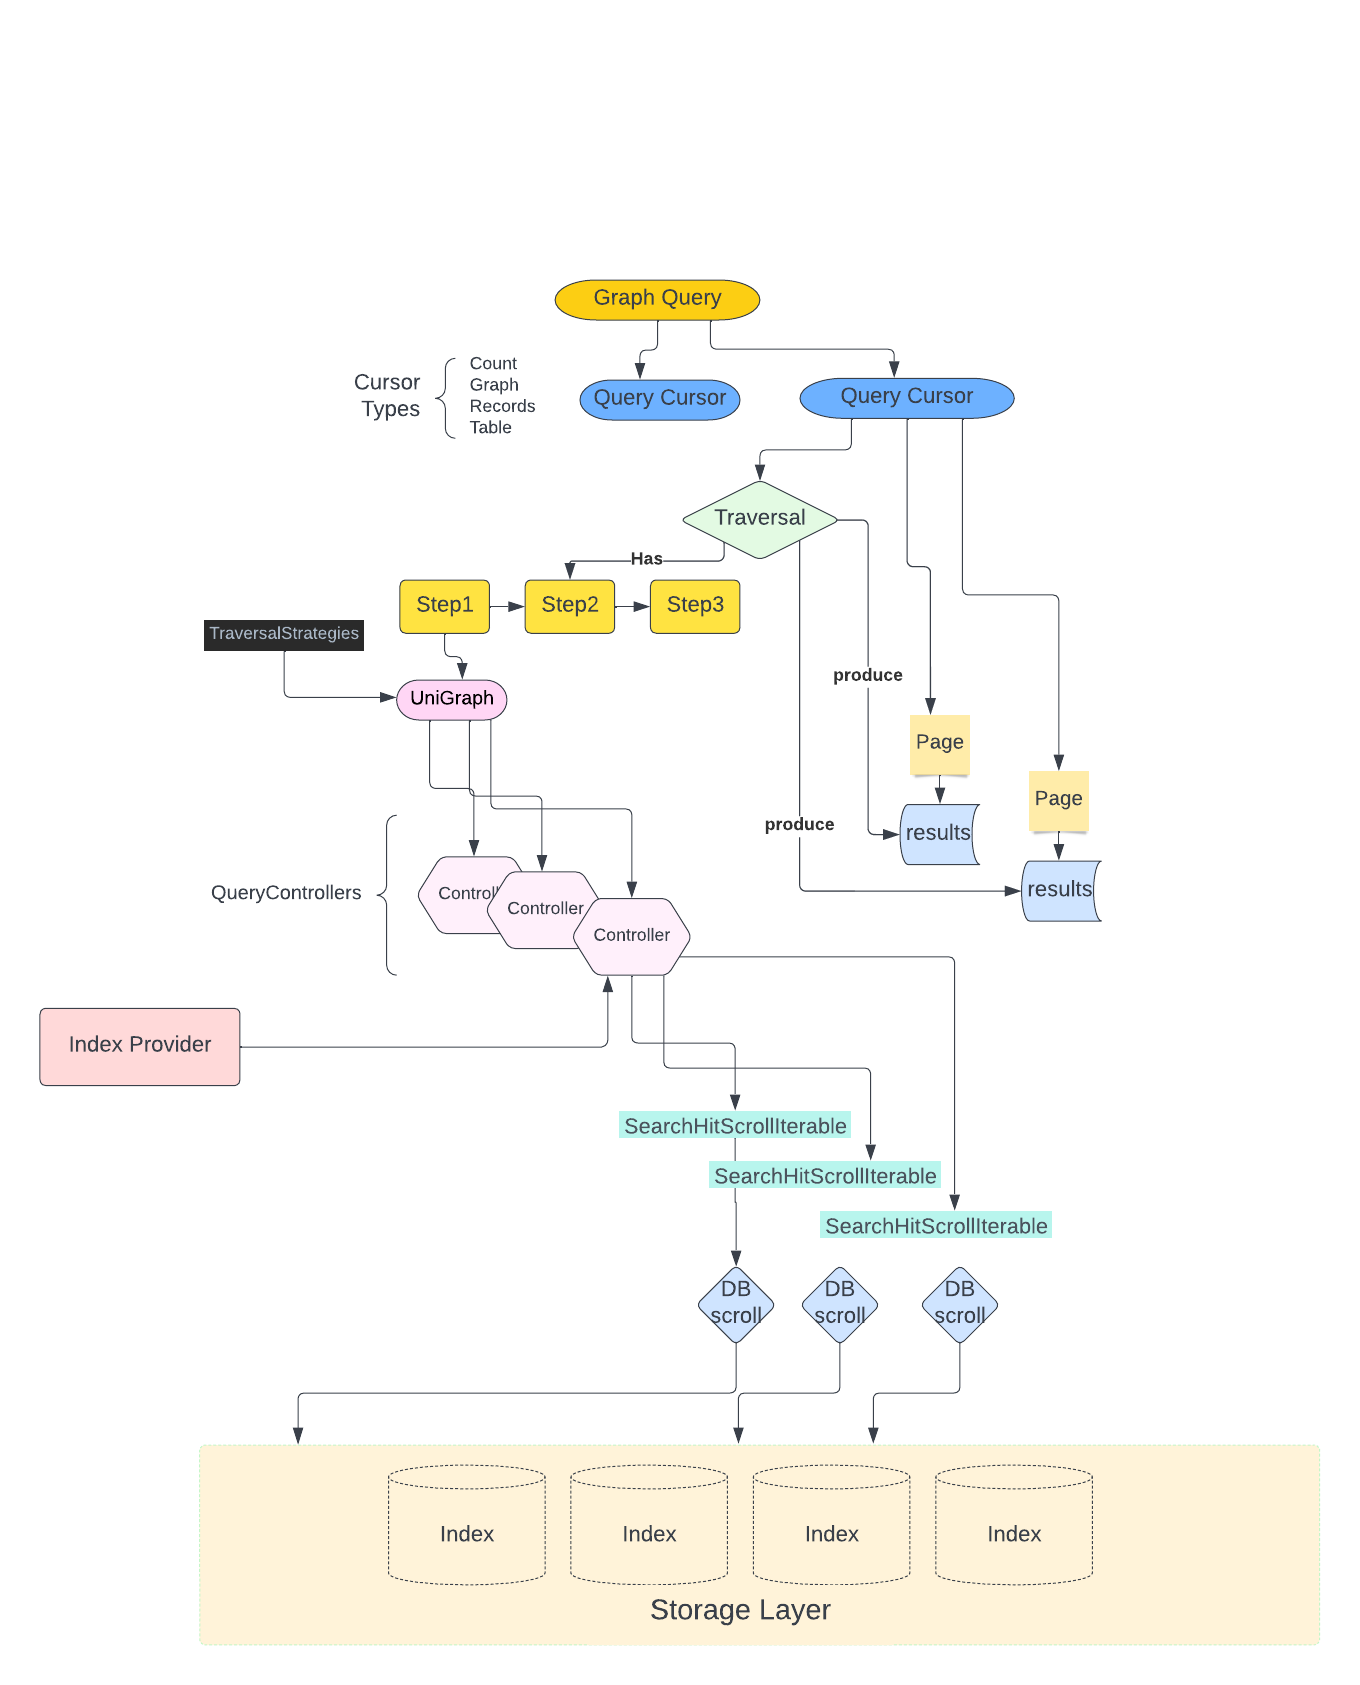 Graph Query
Cursor
Types
Count
Graph
Records
Table
Query Cursor
Query Cursor
Traversal
Has
Step1
Step2
Step3
TraversalStrategies
UniGraph
produce
Page
Page
produce
results
results
QueryControllers
Controller
Controller
Index Provider
SearchHitScrollIterable
SearchHitScrollIterable
SearchHitScrollIterable
DB
scroll
DB
scroll
DB
scroll
Index
Index
Index
Index
Storage Layer